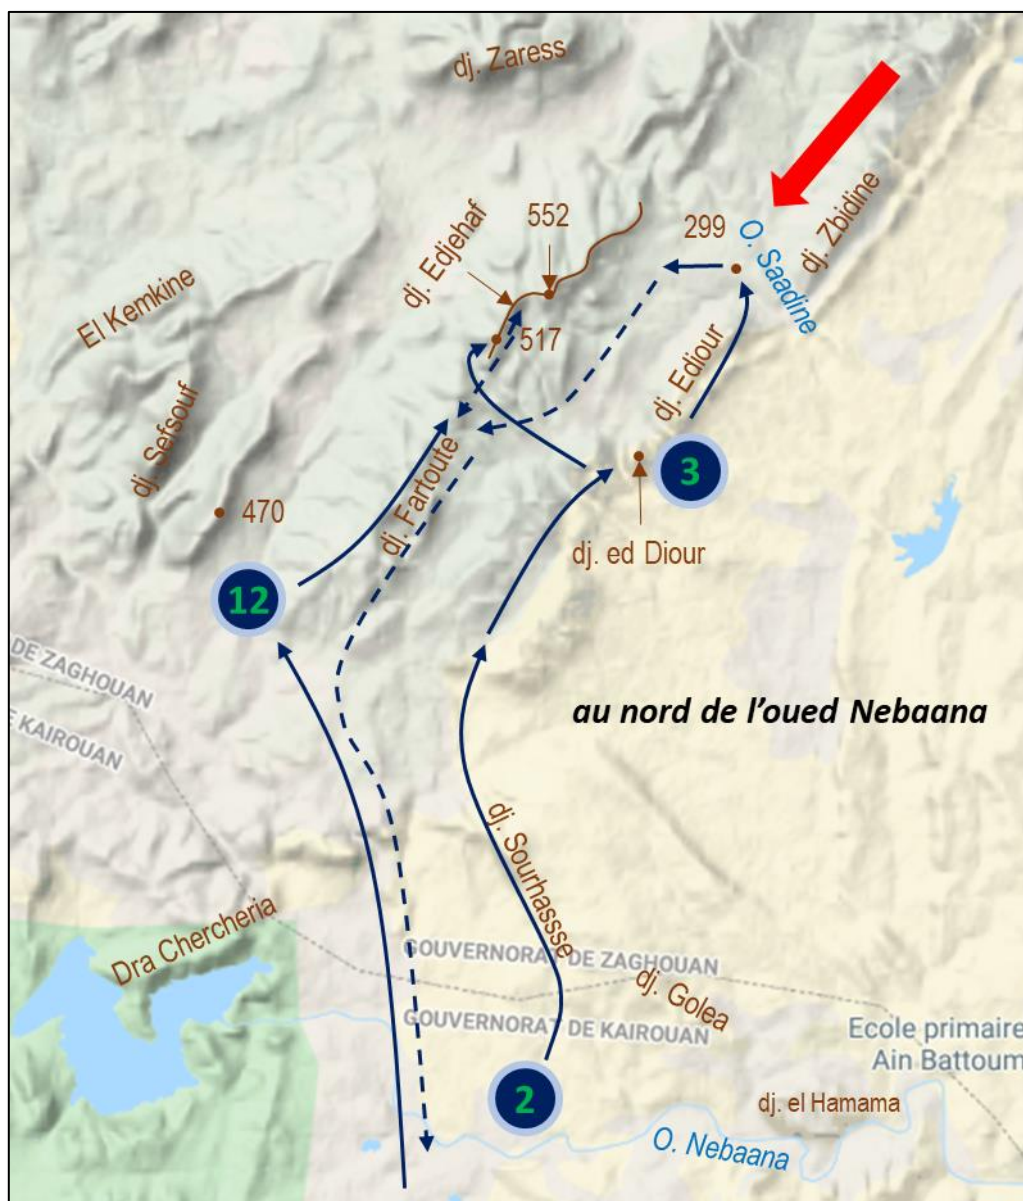 dj. Zaress
552
299
O. Saadine
dj. Zbidine
dj. Edjehaf
El Kemkine
517
dj. Ediour
dj. Sefsouf
470
dj. Fartoute
3
dj. ed Diour
12
DE ZAGHOUAN
E KAIROUAN
au nord de l'oued Nebaana
dj. Sourhassse
Dra Chercheria
GOUVERNORAT DE ZAGHOUAN
dj. Golea
GOUVERNORAT DE KAIROUAN
Ecole primaire
Ain Battoum
2
dj. el Hamama
O. Nebaana